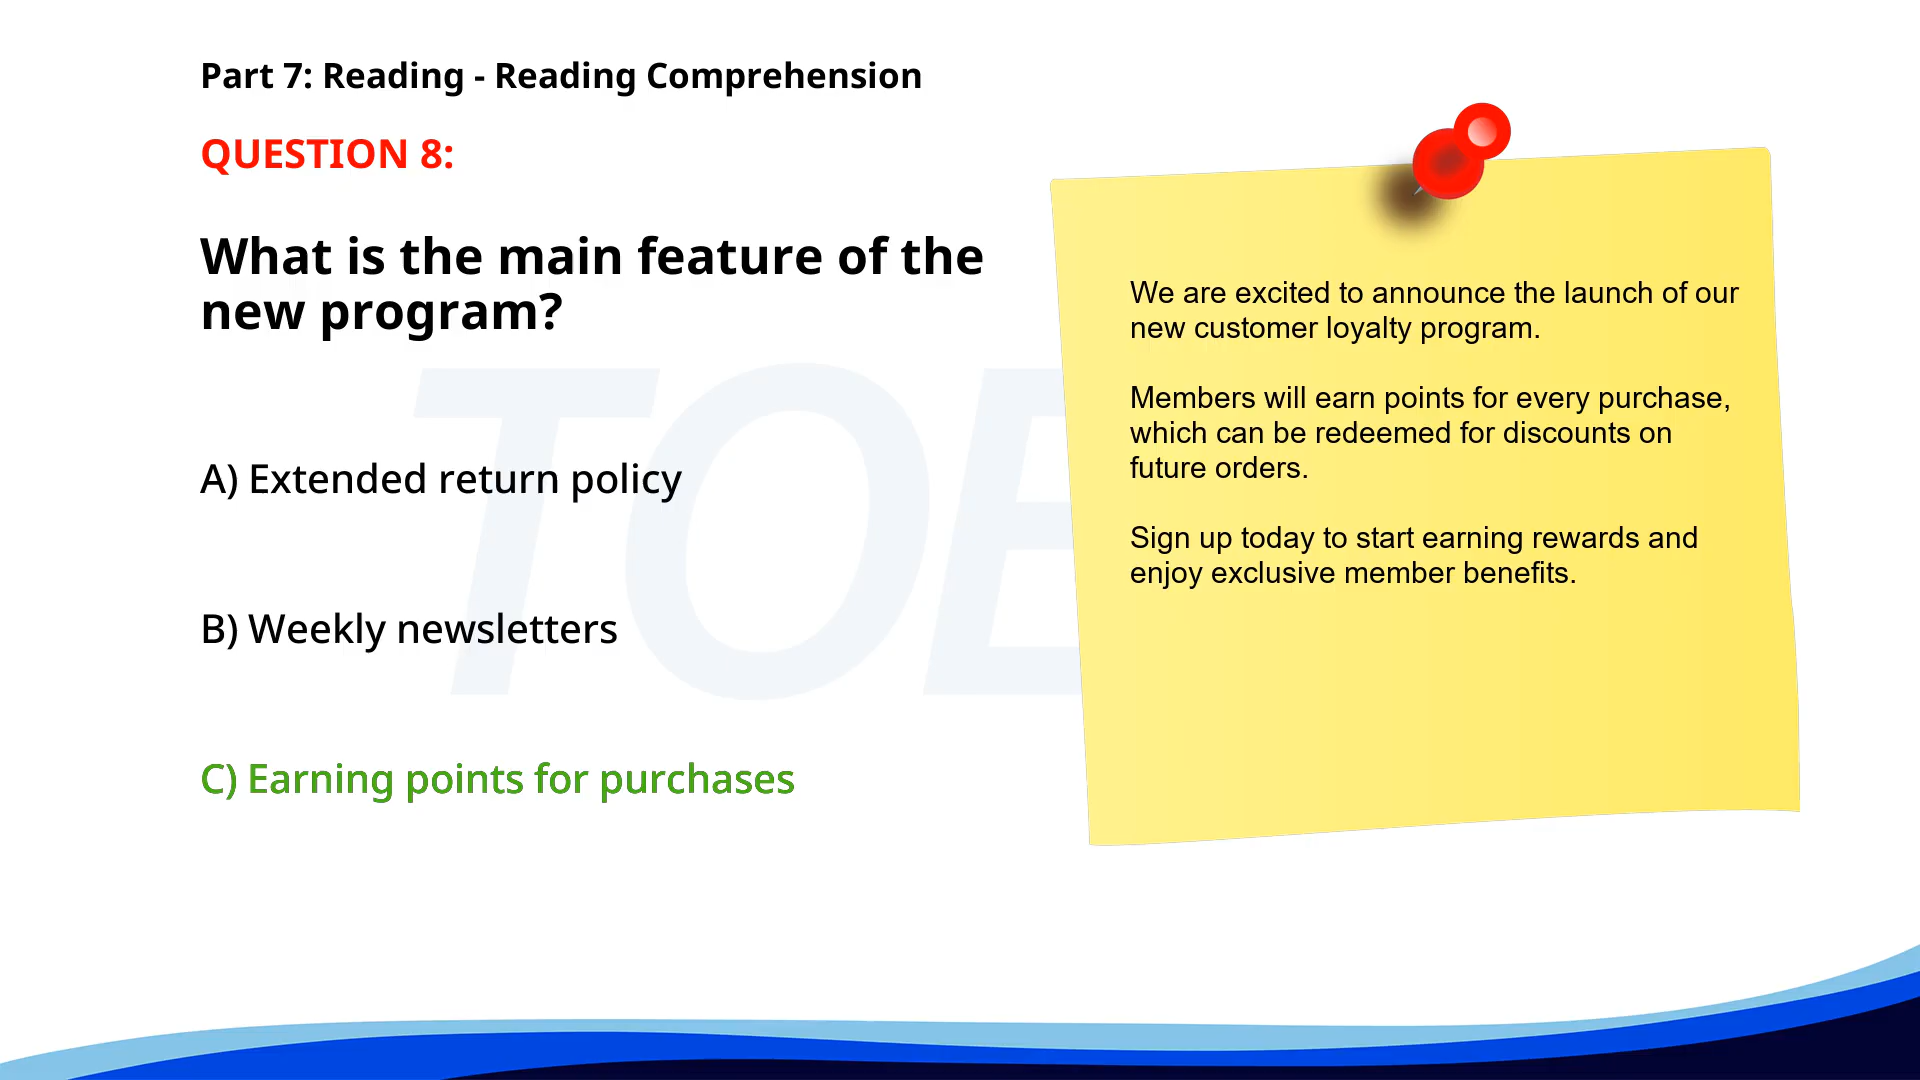 Part 7: Reading - Reading Comprehension
QUESTION 8:
What is the main feature of the
new program?
A) Extended return policy
B) Weekly newsletters
C) Earning points for purchases
We are excited to announce the launch of our
new customer loyalty program.
Members will earn points for every purchase,
which can be redeemed for discounts on
future orders.
Sign up today to start earning rewards and
enjoy exclusive member benefits.